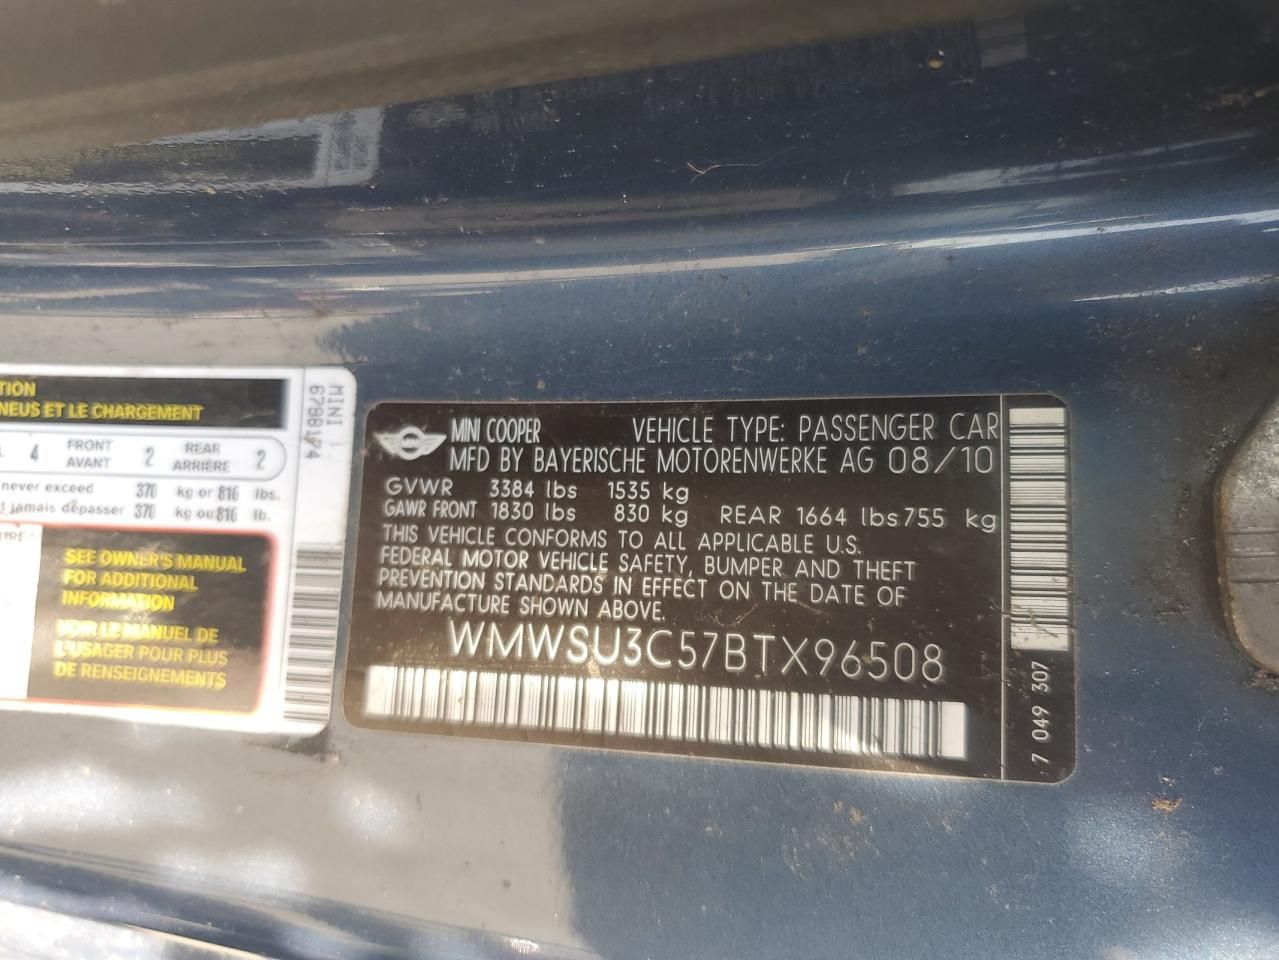 TION
NEUS ET LE CHARGEMENT
4 FRONT AVANT 2 REAR ARRIÈRE 2
never exceed 370 kg or 816 lbs.
t jamais dépasser 370 kg ou 816 lb.
SEE OWNER'S MANUAL
FOR ADDITIONAL
INFORMATION
VOIR LE MANUEL DE
L'USAGER POUR PLUS
DE RENSEIGNEMENTS
MINI
MINI
MINI COOPER VEHICLE TYPE: PASSENGER CAR
MFD BY BAYERISCHE MOTORENWERKE AG 08/10
GVWR 3384 lbs 1535 kg
GAWR FRONT 1830 lbs 830 kg REAR 1664 lbs 755 kg
THIS VEHICLE CONFORMS TO ALL APPLICABLE U.S.
FEDERAL MOTOR VEHICLE SAFETY, BUMPER AND THEFT
PREVENTION STANDARDS IN EFFECT ON THE DATE OF
MANUFACTURE SHOWN ABOVE.
WMWSU3C57BTX96508
7 049 307